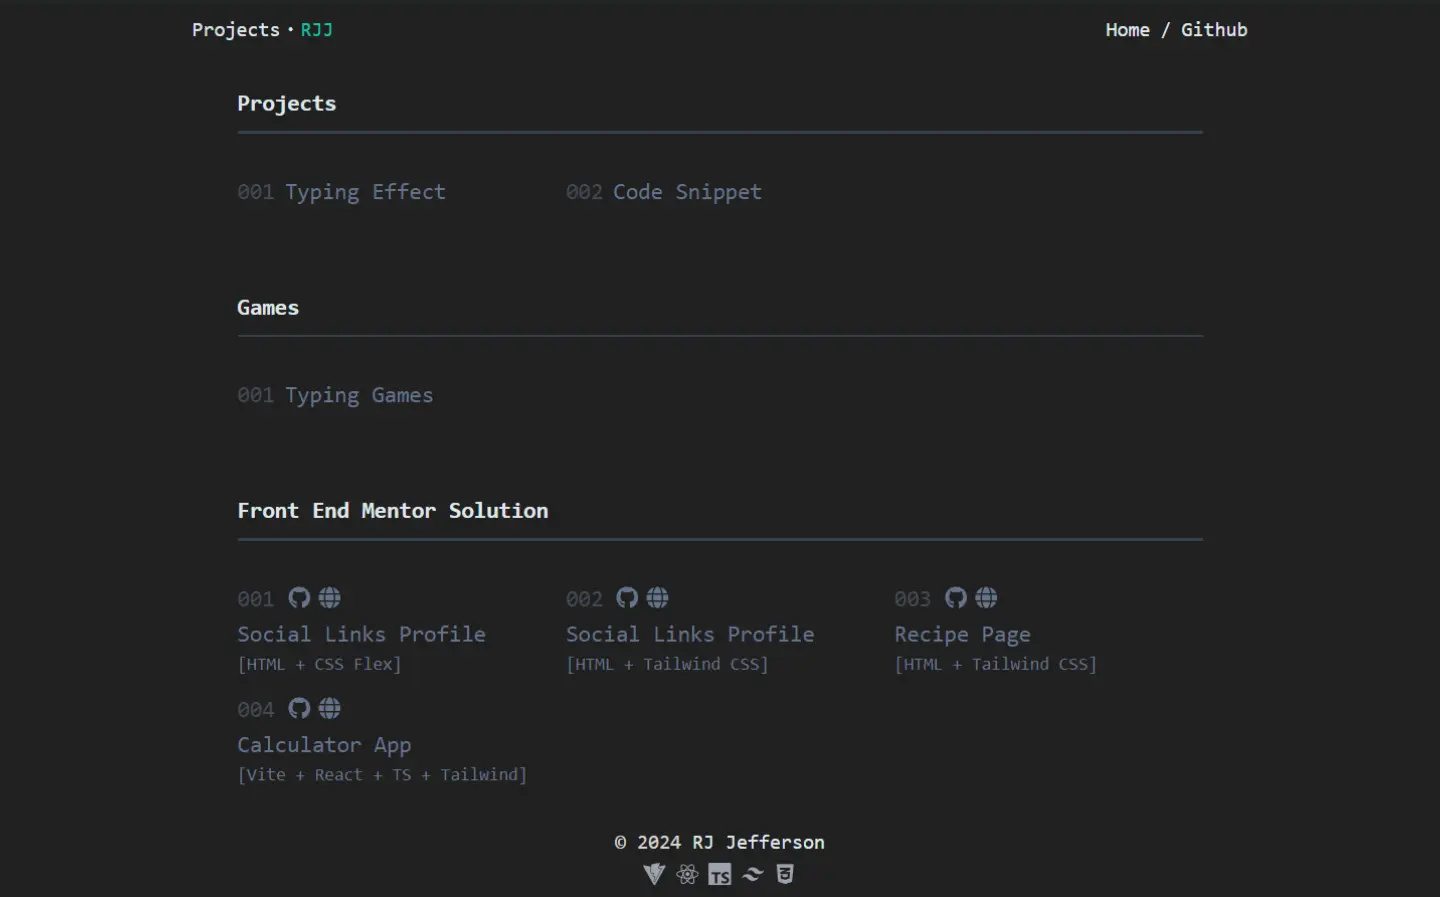 Projects • RJJ
Home / Github
Projects
001 Typing Effect
002 Code Snippet
Games
001 Typing Games
Front End Mentor Solution
001
Social Links Profile
[HTML + CSS Flex]
002
Social Links Profile
[HTML + Tailwind CSS]
003
Recipe Page
[HTML + Tailwind CSS]
004
Calculator App
[Vite + React + TS + Tailwind]
© 2024 RJ Jefferson
TS